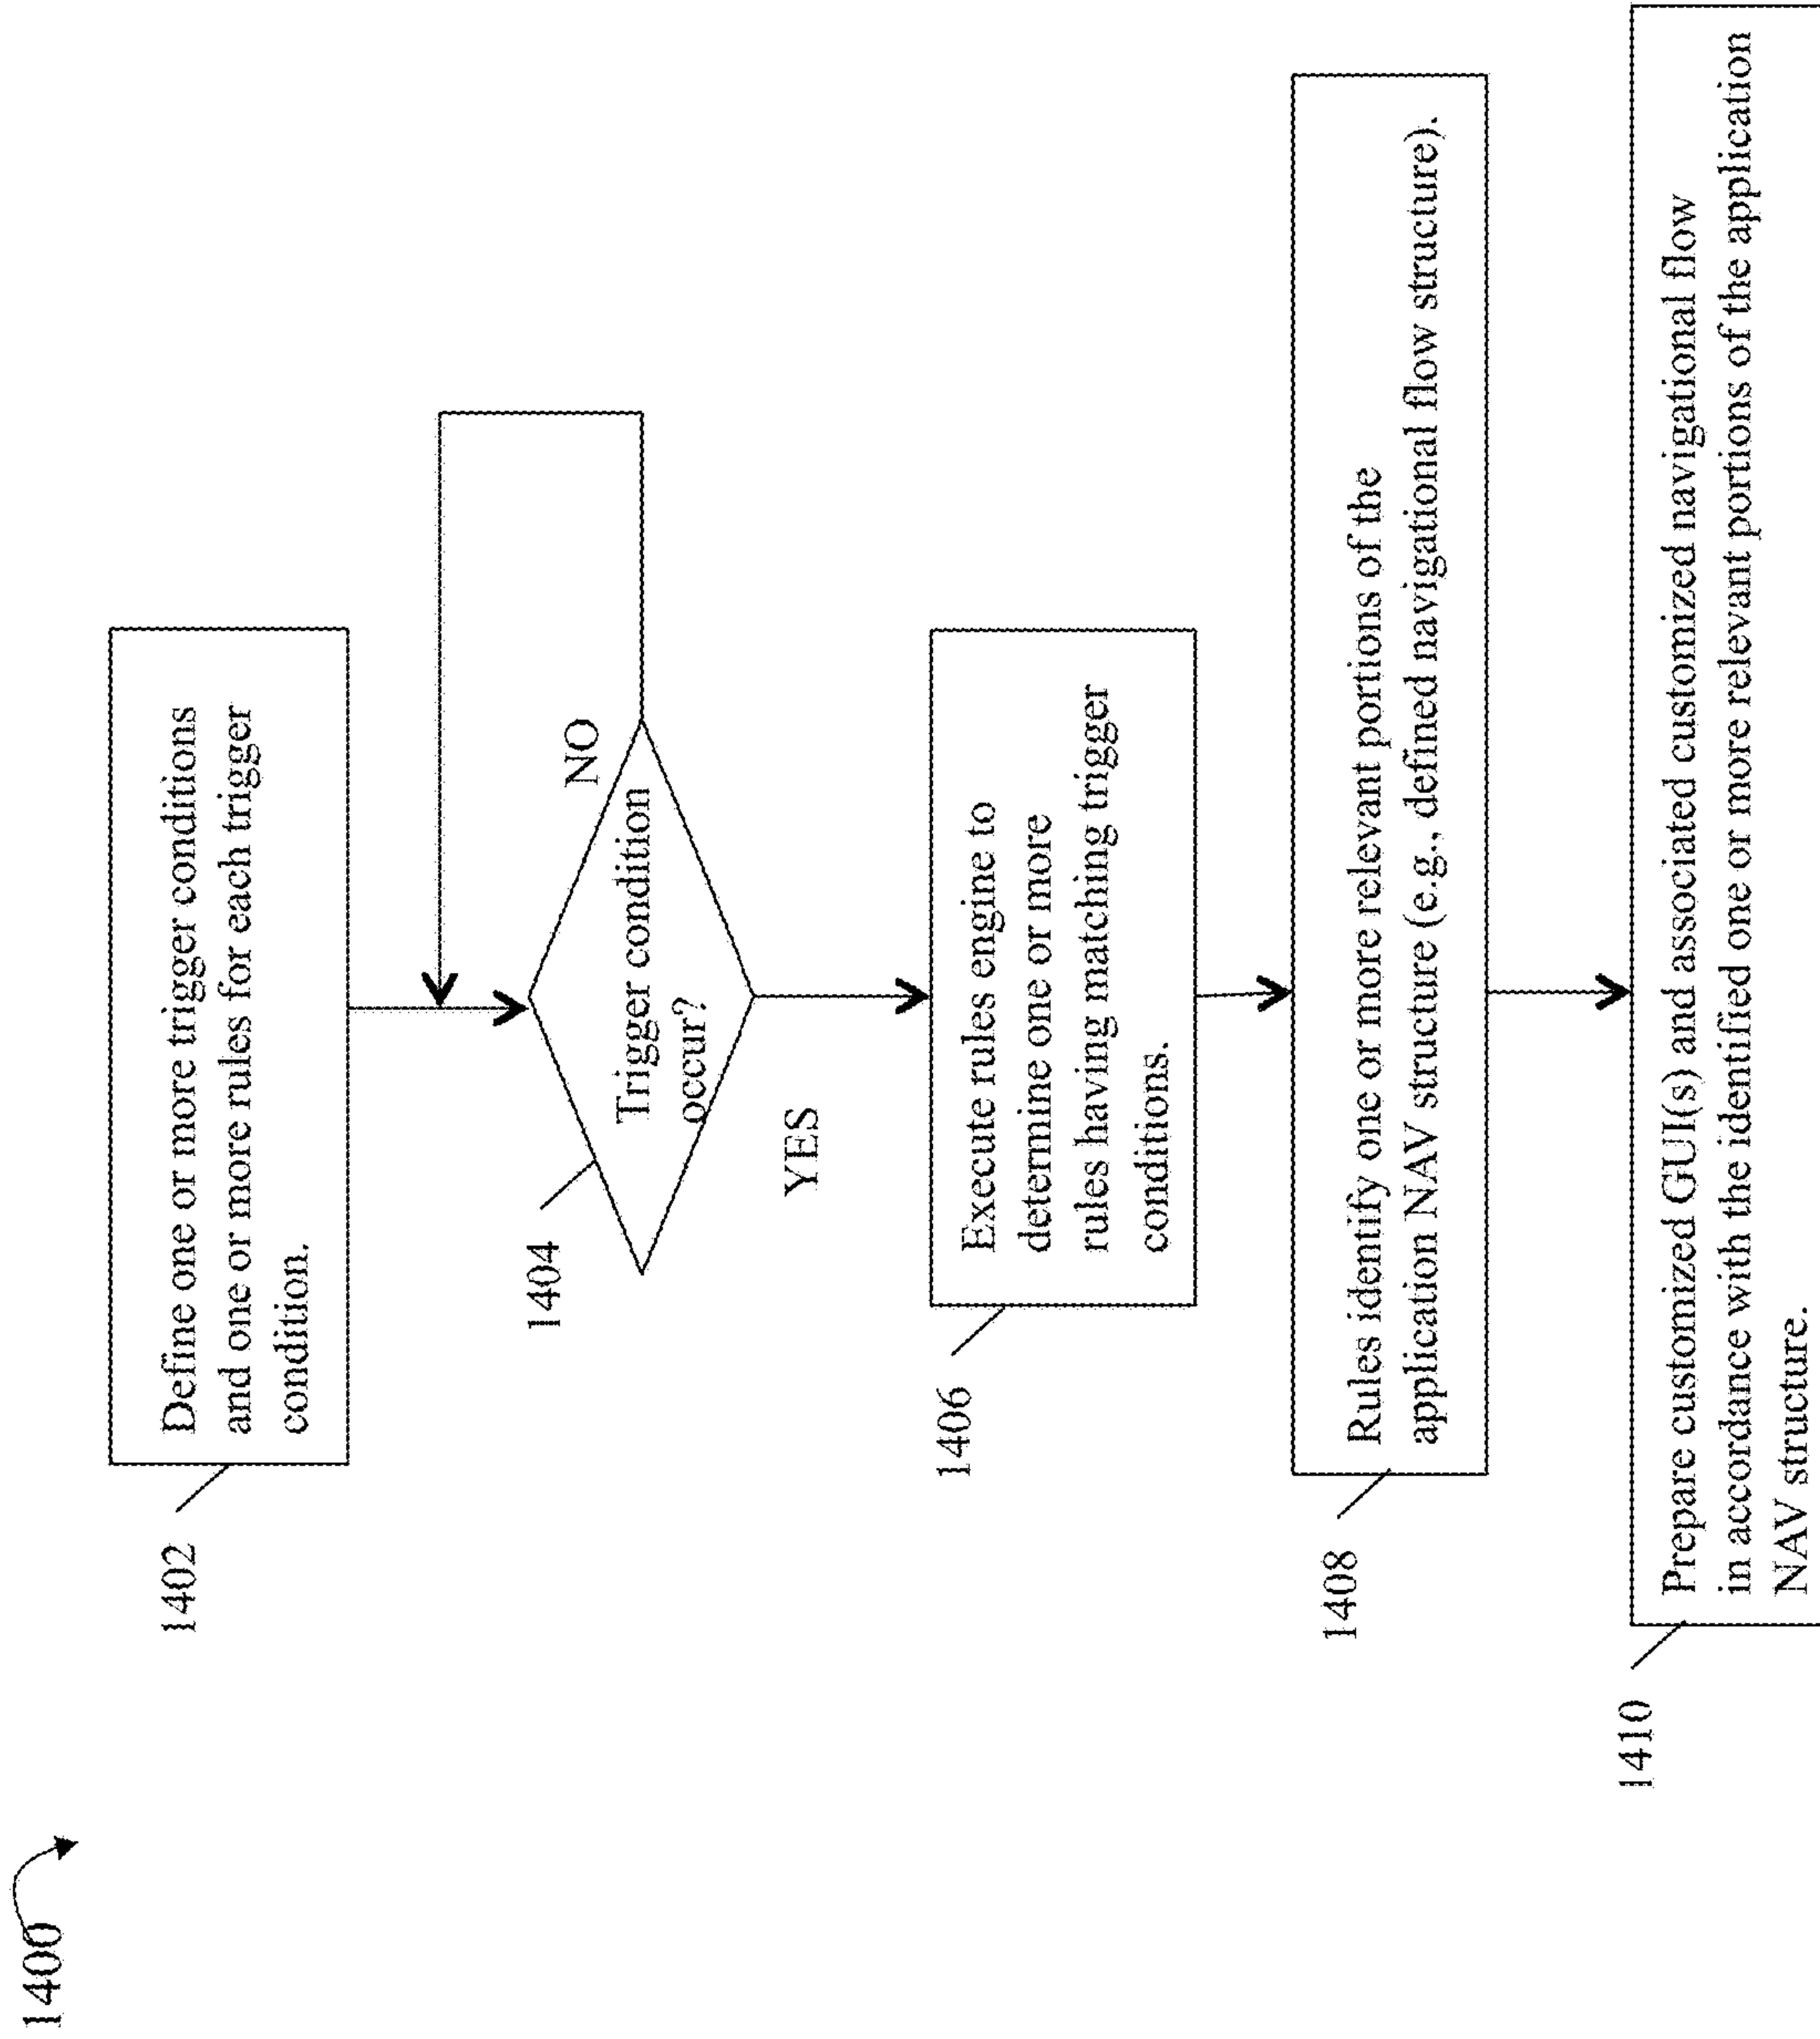 1400
1402
Define one or more trigger conditions
and one or more rules for each trigger
condition.
1404
Trigger condition
occur?
NO
YES
1406
Execute rules engine to
determine one or more
rules having matching trigger
conditions.
1408
Rules identify one or more relevant portions of the
application NAV structure (e.g., defined navigational flow structure).
1410
Prepare customized GUI(s) and associated customized navigational flow
in accordance with the identified one or more relevant portions of the application
NAV structure.